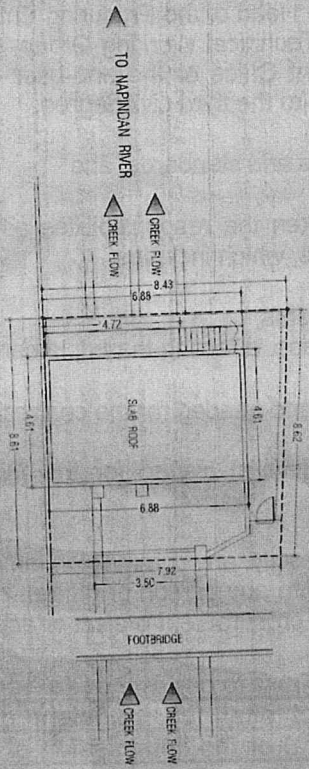 TO NAPINDAN RIVER
CREEK FLOW
CREEK FLOW
8.43
6.88
4.72
4.61
SLAB ROOF
4.61
8.61
8.62
6.88
7.92
3.50
FOOTBRIDGE
CREEK FLOW
CREEK FLOW